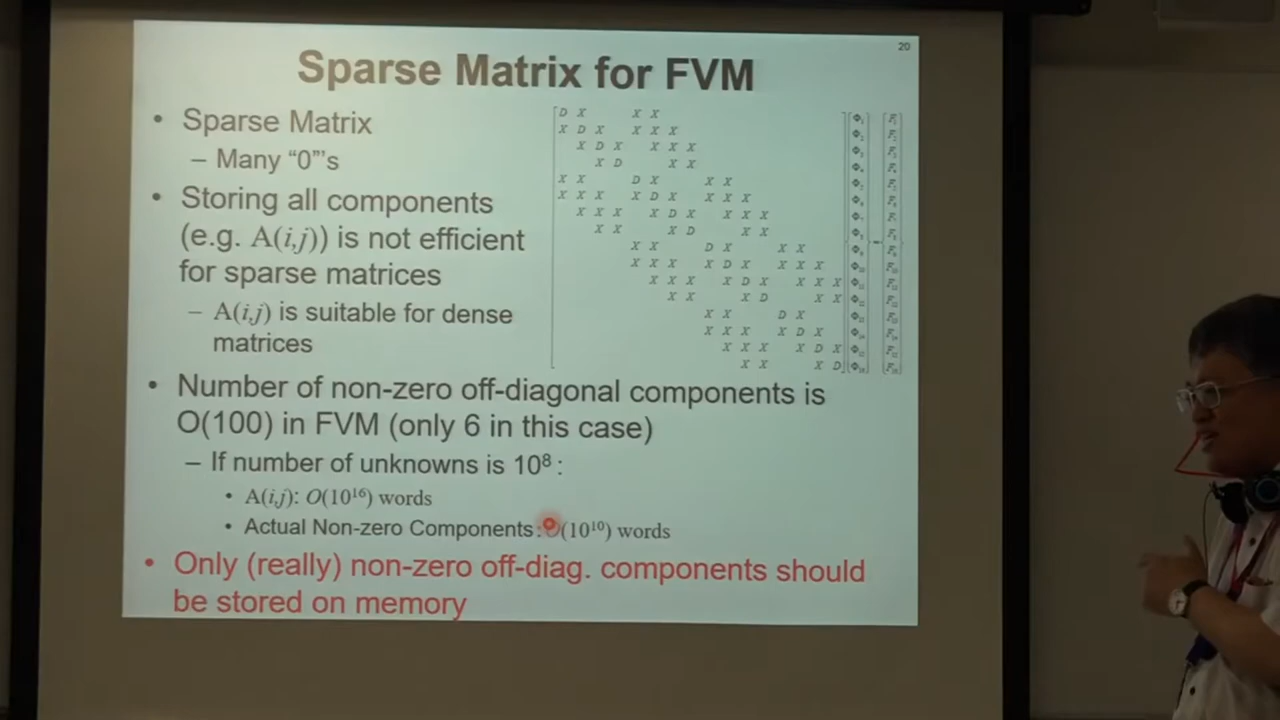 20
Sparse Matrix for FVM
• Sparse Matrix
– Many “0”’s
• Storing all components
(e.g. A(i,j)) is not efficient
for sparse matrices
– A(i,j) is suitable for dense
matrices
D X X X
X D X X X X
X D X X X X
X D X X
X X D X X X
X X X X D X X X X
X X X X D X X X X
X X X D X X
X X D X X X
X X X X D X X X X
X X X X D X X X X
X X X D X X
X X D X
X X X X D X
X X X X D X
X X X D
• Number of non-zero off-diagonal components is
O(100) in FVM (only 6 in this case)
– If number of unknowns is 10⁸ :
• A(i,j): O(10¹⁶) words
• Actual Non-zero Components: O(10¹⁰) words
• Only (really) non-zero off-diag. components should
be stored on memory